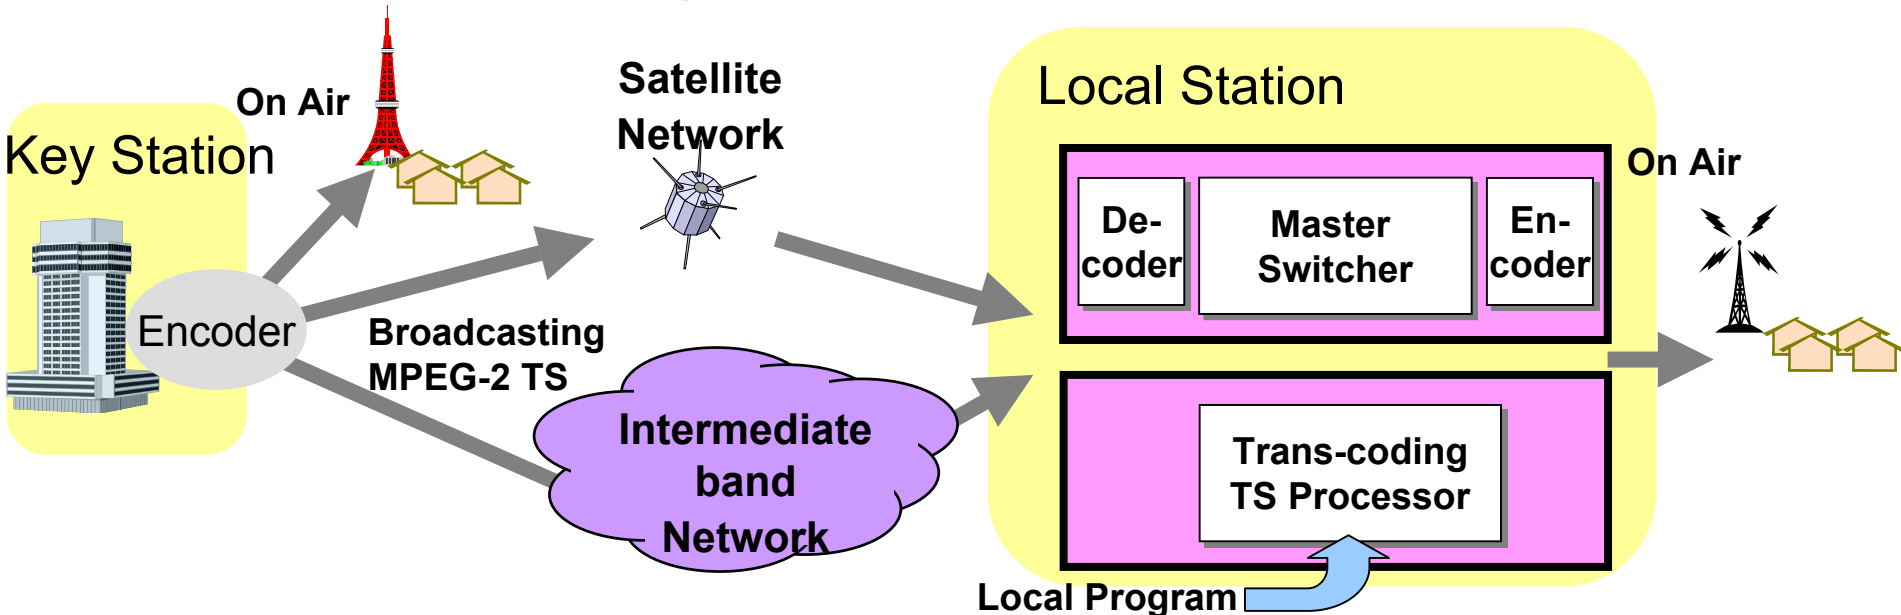 Key Station
On Air
Encoder
Broadcasting
MPEG-2 TS
Satellite
Network
Intermediate
band
Network
Local Station
De-
coder
Master
Switcher
En-
coder
Trans-coding
TS Processor
Local Program
On Air